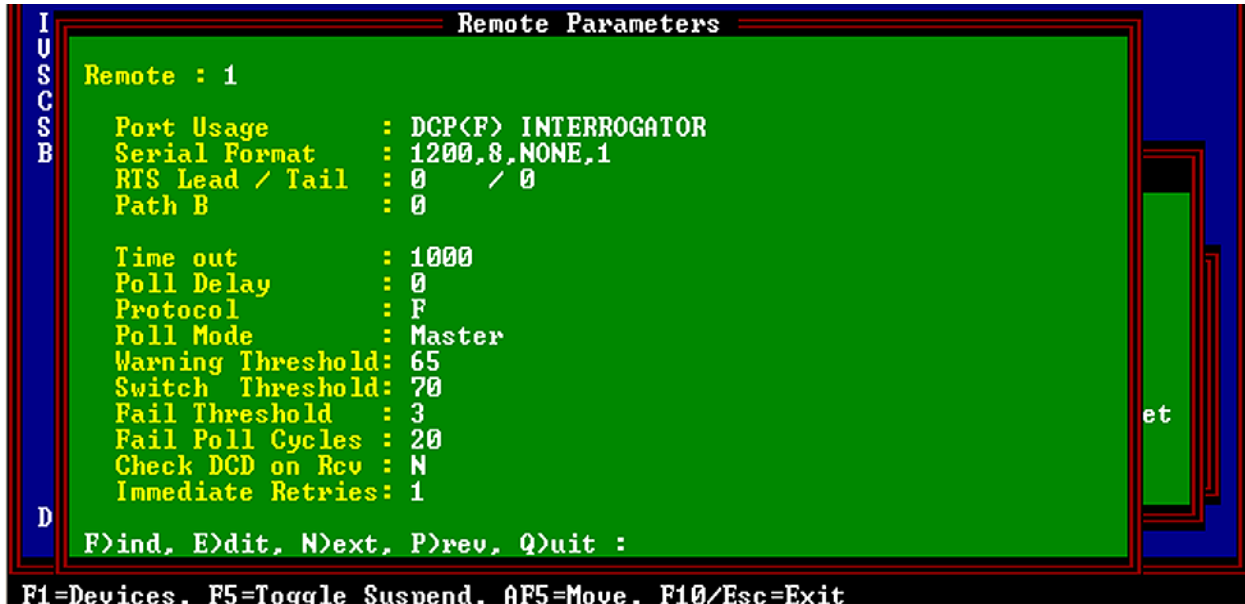 Remote Parameters
I
V
S
C
S
B
Remote : 1
Port Usage : DCP(F) INTERROGATOR
Serial Format : 1200,8,NONE,1
RTS Lead / Tail : 0 / 0
Path B : 0
Time out : 1000
Poll Delay : 0
Protocol : F
Poll Mode : Master
Warning Threshold: 65
Switch Threshold: 70
Fail Threshold : 3
et
Fail Poll Cycles : 20
Check DCD on Rcv : N
Immediate Retries: 1
D
F)ind, E)dit, N)ext, P)rev, Q)uit :
F1=Devices, F5=Toggle Suspend, AF5=Move, F10/Esc=Exit